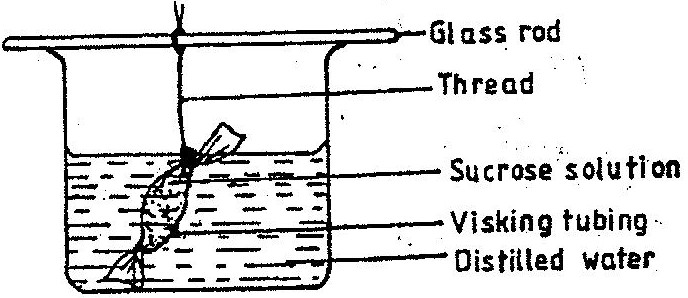 Glass rod
Thread
Sucrose solution
Visking tubing
Distilled water